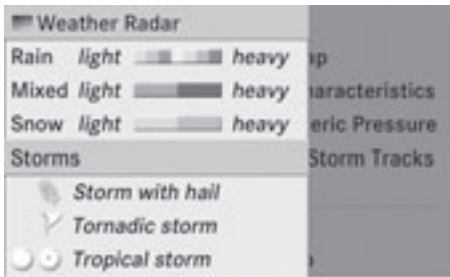 Weather Radar
Rain light heavy
Mixed light heavy
Snow light heavy
Storms
Storm with hail
Tornadic storm
Tropical storm
ap
aracteristics
eric Pressure
Storm Tracks